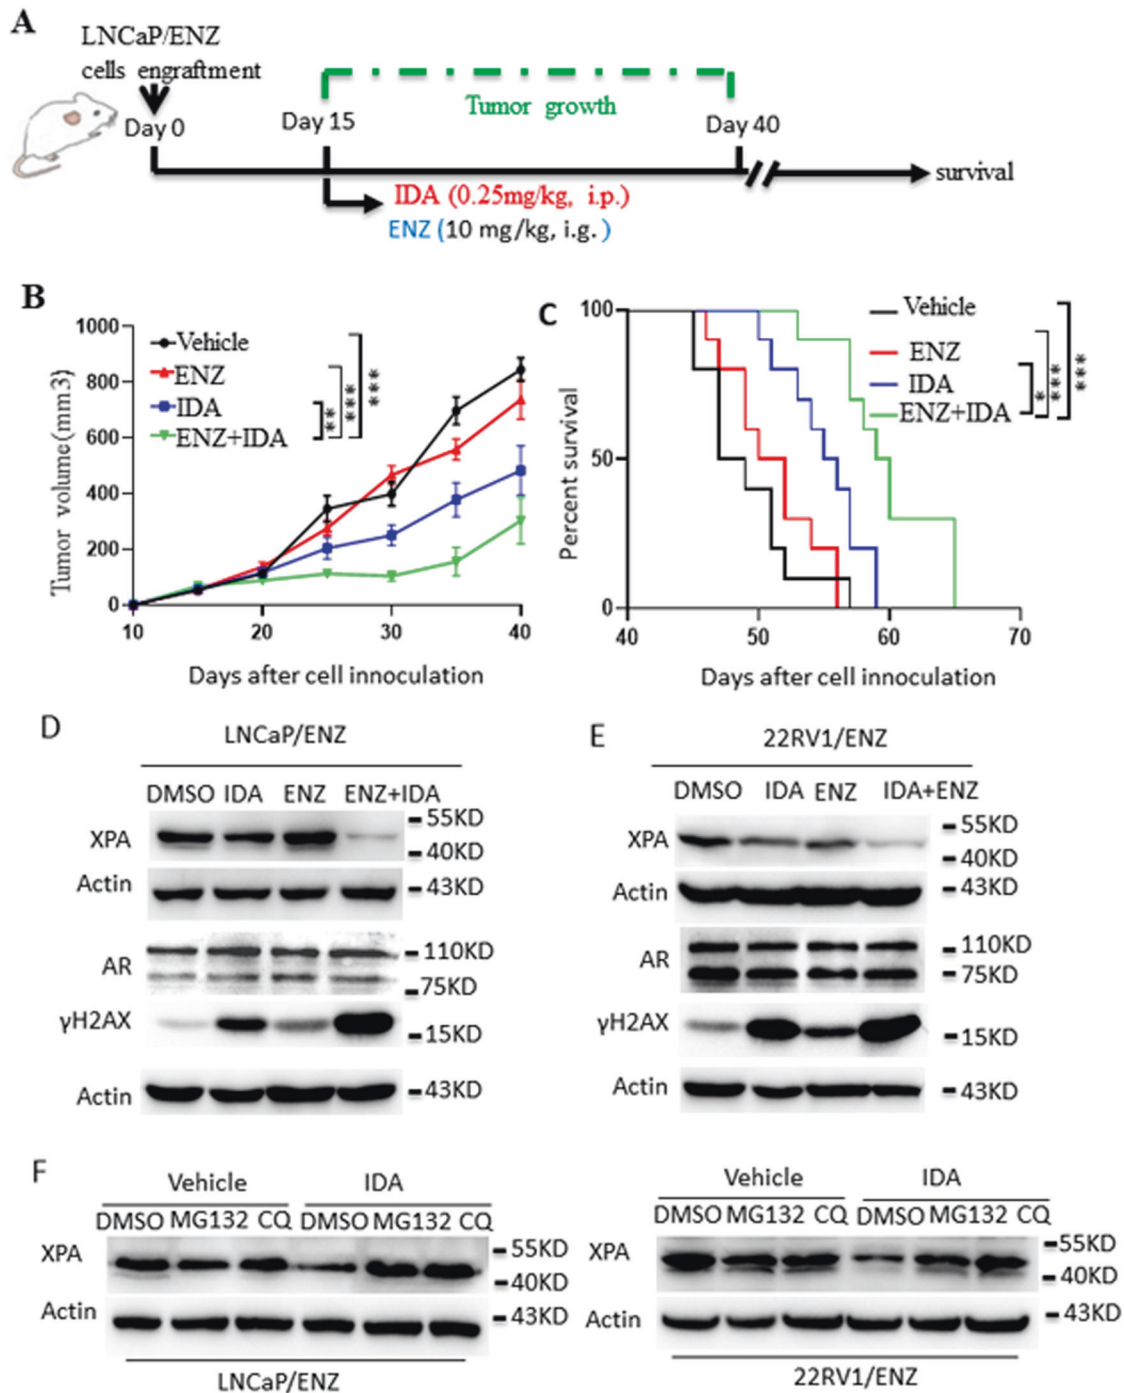 A
LNCaP/ENZ
cells engraftment
Day 0
Day 15
Tumor growth
Day 40
survival
IDA (0.25mg/kg, i.p.)
ENZ (10 mg/kg, i.g.)
B
1000
800
600
400
200
0
10 20 30 40
Tumor volume(mm3)
Days after cell innoculation
Vehicle
ENZ
IDA
ENZ+IDA
**
***
***
C
100
50
0
40 50 60 70
Percent survival
Days after cell innoculation
Vehicle
ENZ
IDA
ENZ+IDA
*
***
***
D
LNCaP/ENZ
DMSO IDA ENZ ENZ+IDA
XPA
55KD
40KD
Actin
43KD
AR
110KD
75KD
γH2AX
15KD
Actin
43KD
E
22RV1/ENZ
DMSO IDA ENZ IDA+ENZ
XPA
55KD
40KD
Actin
43KD
AR
110KD
75KD
γH2AX
15KD
Actin
43KD
F
Vehicle IDA
DMSO MG132 CQ DMSO MG132 CQ
XPA
55KD
40KD
Actin
43KD
LNCaP/ENZ
Vehicle IDA
DMSO MG132 CQ DMSO MG132 CQ
XPA
55KD
40KD
Actin
43KD
22RV1/ENZ